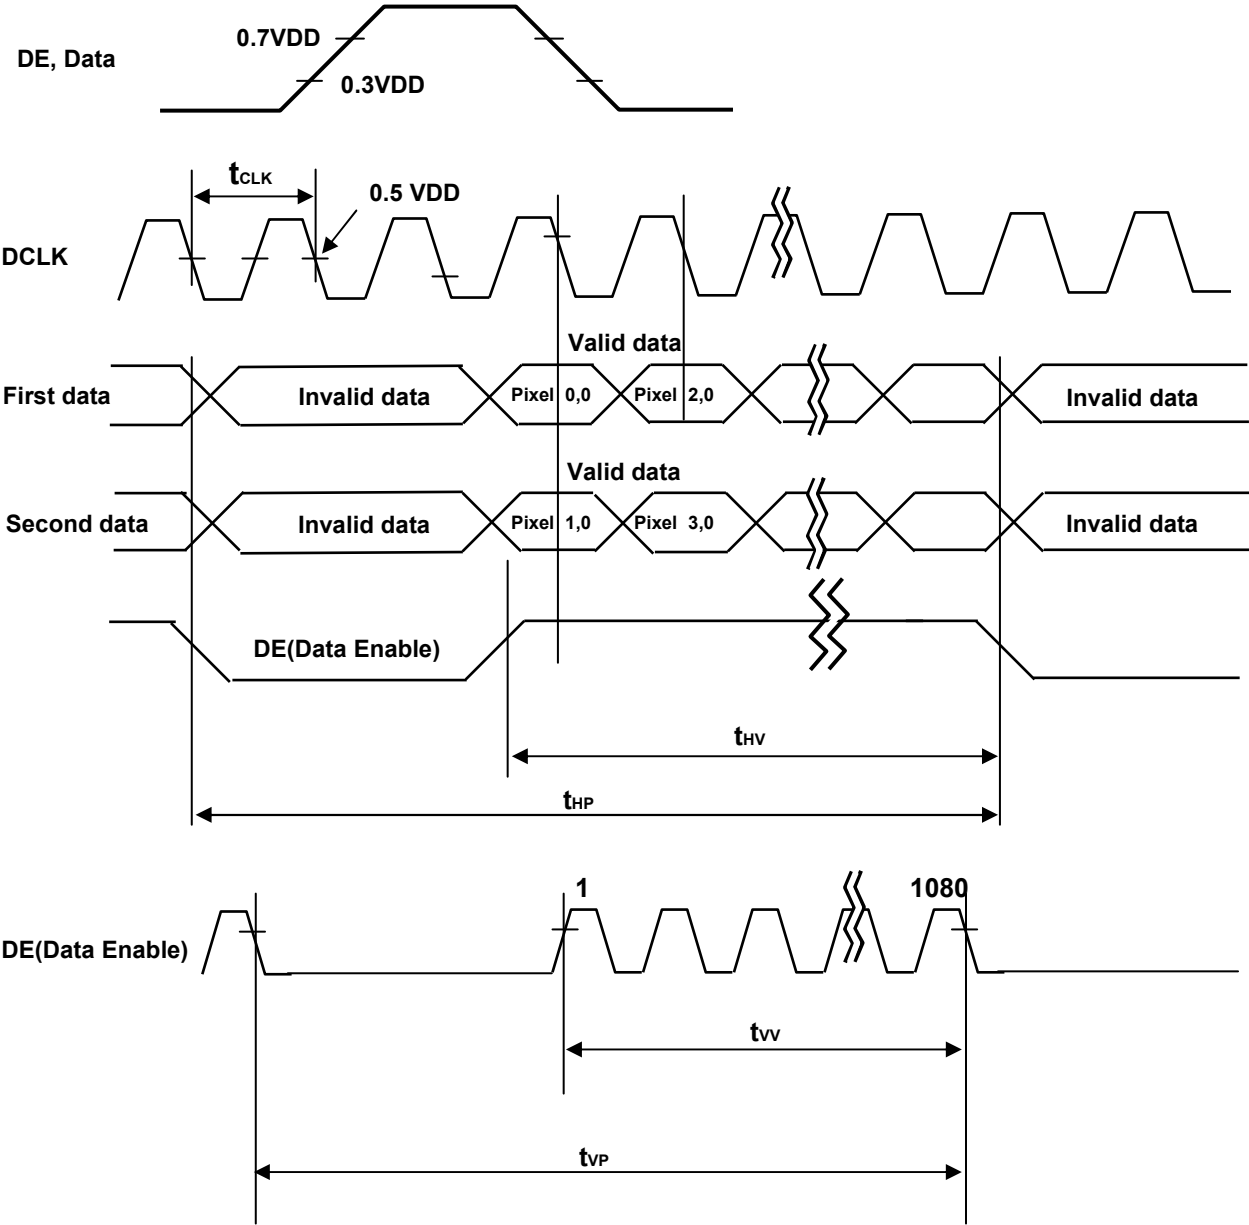 0.7VDD
DE, Data
0.3VDD
tCLK
0.5 VDD
DCLK
Valid data
First data
Invalid data
Pixel 0,0
Pixel 2,0
Invalid data
Valid data
Second data
Invalid data
Pixel 1,0
Pixel 3,0
Invalid data
DE(Data Enable)
tHV
tHP
1
1080
DE(Data Enable)
tVV
tVP